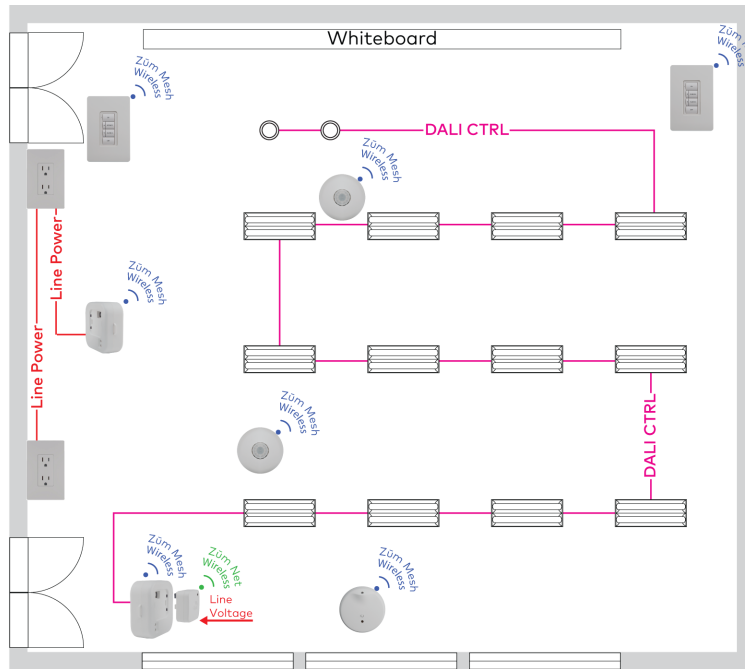 Whiteboard
Züm Mesh
Wireless
Züm Mesh
Wireless
DALI CTRL
Züm Mesh
Wireless
Line Power
Line Power
Züm Mesh
Wireless
DALI CTRL
Züm Mesh
Wireless
Züm Mesh
Wireless
Züm Net
Wireless
Line
Voltage
Züm Mesh
Wireless